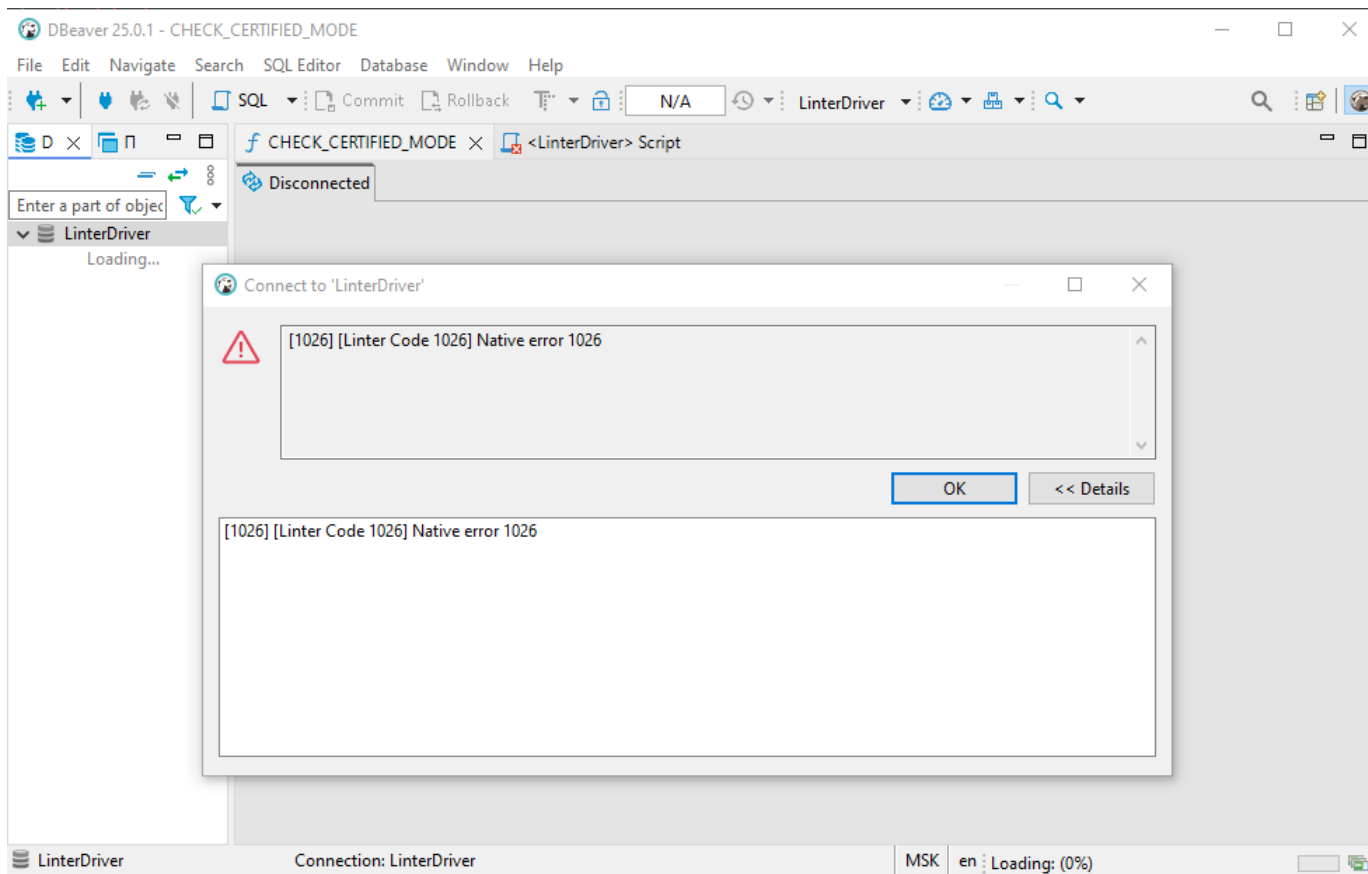 DBeaver 25.0.1 - CHECK_CERTIFIED_MODE
File Edit Navigate Search SQL Editor Database Window Help
SQL Commit Rollback N/A LinterDriver
D П CHECK_CERTIFIED_MODE <LinterDriver> Script
Disconnected
Enter a part of objec
LinterDriver
Loading...
Connect to 'LinterDriver'
[1026] [Linter Code 1026] Native error 1026
OK << Details
[1026] [Linter Code 1026] Native error 1026
LinterDriver Connection: LinterDriver MSK en Loading: (0%)